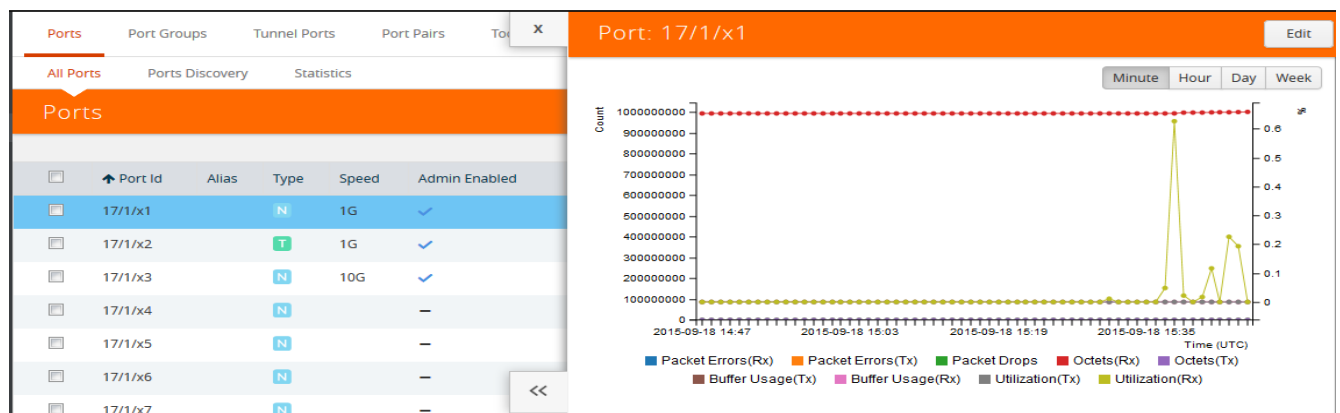 Ports Port Groups Tunnel Ports Port Pairs x
All Ports Ports Discovery Statistics
Ports
Port Id Alias Type Speed Admin Enabled
17/1/x1 N 1G
17/1/x2 T 1G
17/1/x3 N 10G
17/1/x4 N –
17/1/x5 N –
17/1/x6 N –
17/1/x7 N –
<<
Port: 17/1/x1 Edit
Minute Hour Day Week
Count
%
1000000000
900000000
800000000
700000000
600000000
500000000
400000000
300000000
200000000
100000000
0
0.6
0.5
0.4
0.3
0.2
0.1
0
2015-09-18 14:47 2015-09-18 15:03 2015-09-18 15:19 2015-09-18 15:35
Time (UTC)
Packet Errors(Rx) Packet Errors(Tx) Packet Drops Octets(Rx) Octets(Tx)
Buffer Usage(Tx) Buffer Usage(Rx) Utilization(Tx) Utilization(Rx)